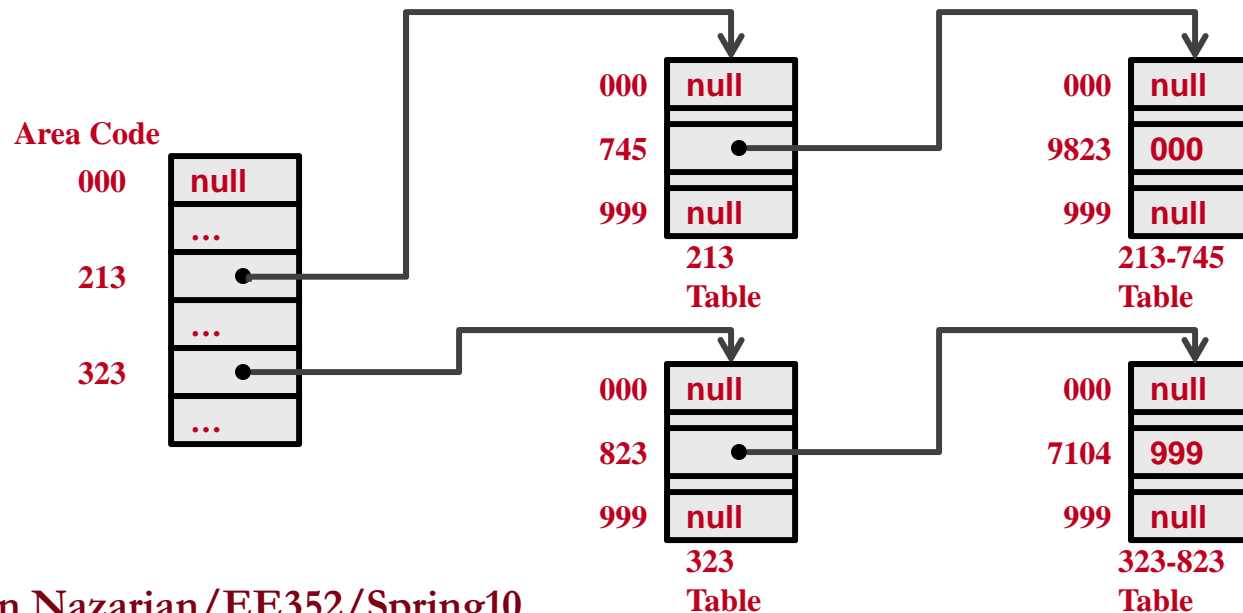 Area Code
000 null
...
213
...
323
...
000 null
745
999 null
213
Table
000 null
9823 000
999 null
213-745
Table
000 null
823
999 null
323
Table
000 null
7104 999
999 null
323-823
Table
Nazarian/EE352/Spring10